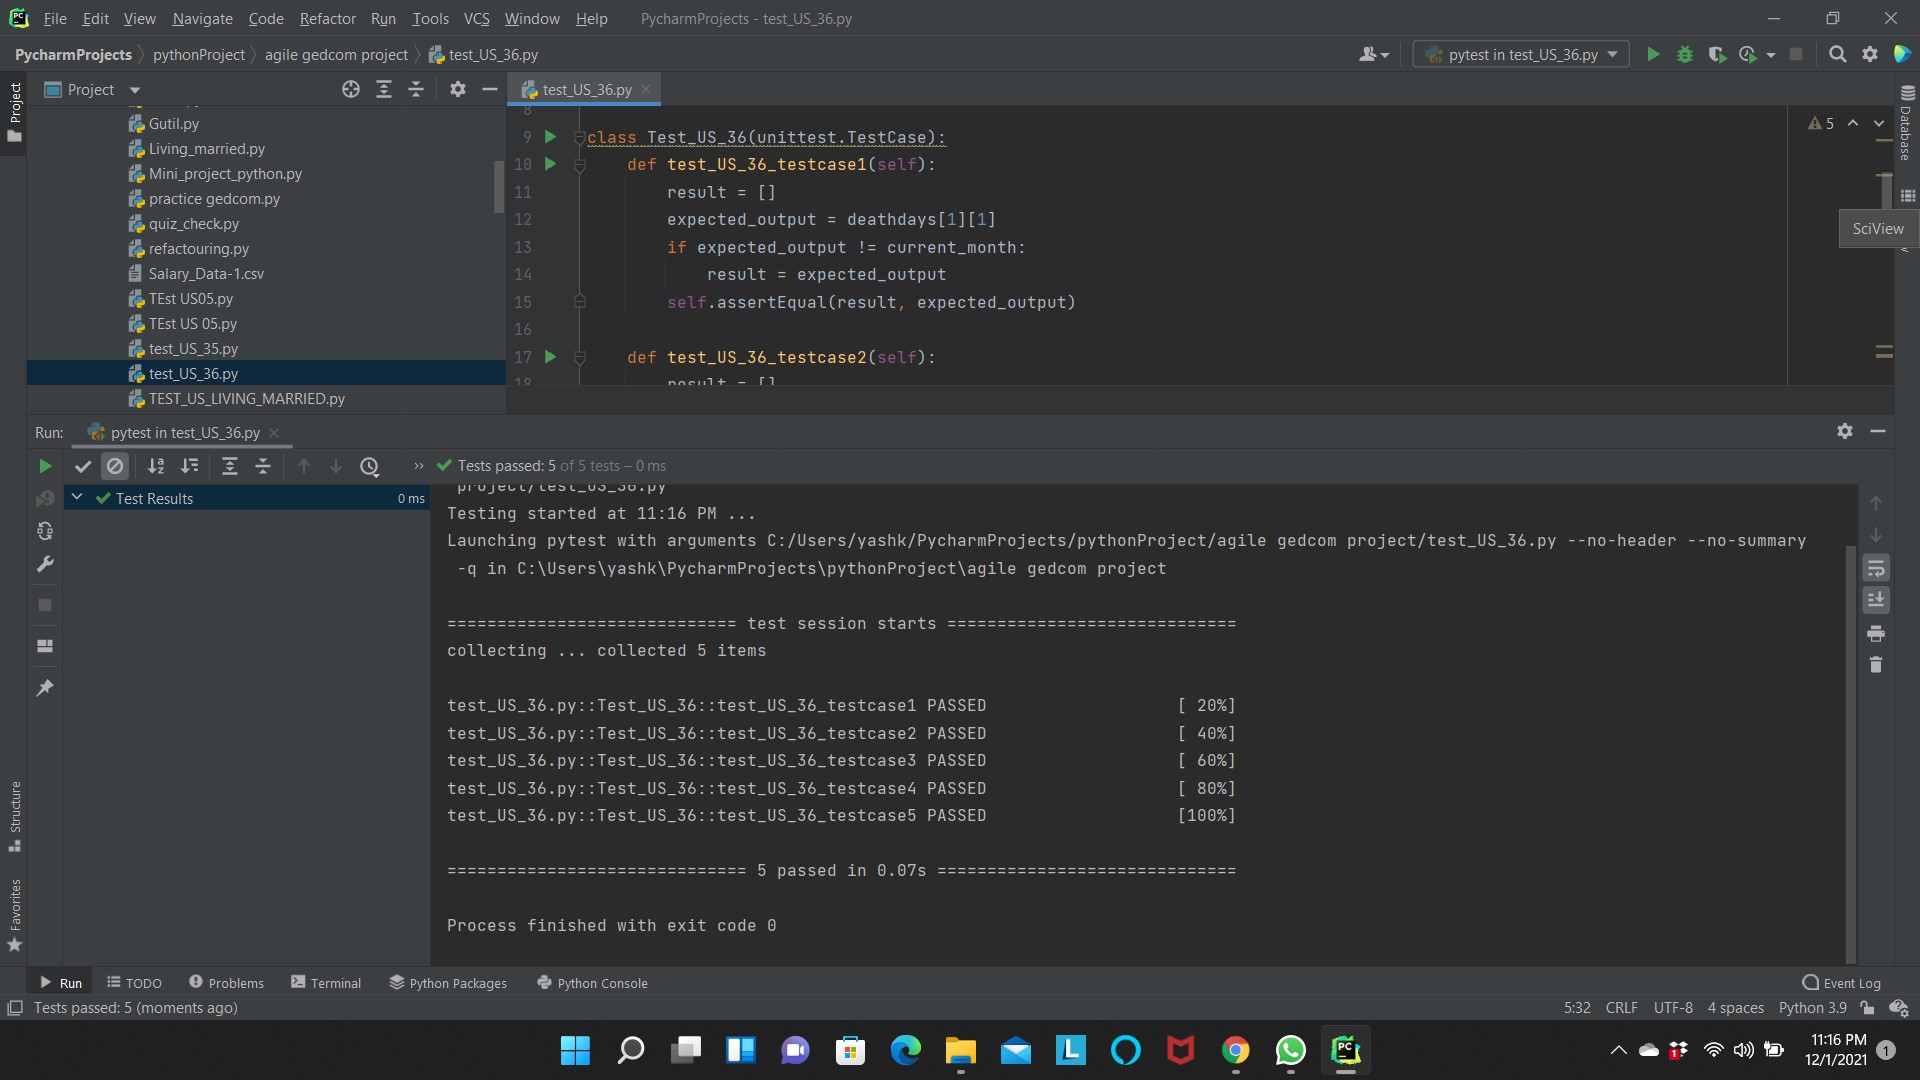 File Edit View Navigate Code Refactor Run Tools VCS Window Help PycharmProjects - test_US_36.py
PycharmProjects pythonProject agile gedcom project test_US_36.py pytest in test_US_36.py
Project
Project
Gutil.py
Living_married.py
Mini_project_python.py
practice gedcom.py
quiz_check.py
refactouring.py
Salary_Data-1.csv
TEst US05.py
TEst US 05.py
test_US_35.py
test_US_36.py
TEST_US_LIVING_MARRIED.py
test_US_36.py
8
9 class Test_US_36(unittest.TestCase):
10 def test_US_36_testcase1(self):
11 result = []
12 expected_output = deathdays[1][1]
13 if expected_output != current_month:
14 result = expected_output
15 self.assertEqual(result, expected_output)
16
17 def test_US_36_testcase2(self):
18 result = []
5
Database
SciView
Run: pytest in test_US_36.py
Tests passed: 5 of 5 tests – 0 ms
Test Results 0 ms
project/test_US_36.py
Testing started at 11:16 PM ...
Launching pytest with arguments C:/Users/yashk/PycharmProjects/pythonProject/agile gedcom project/test_US_36.py --no-header --no-summary
-q in C:\Users\yashk\PycharmProjects\pythonProject\agile gedcom project
============================= test session starts =============================
collecting ... collected 5 items
test_US_36.py::Test_US_36::test_US_36_testcase1 PASSED [ 20%]
test_US_36.py::Test_US_36::test_US_36_testcase2 PASSED [ 40%]
test_US_36.py::Test_US_36::test_US_36_testcase3 PASSED [ 60%]
test_US_36.py::Test_US_36::test_US_36_testcase4 PASSED [ 80%]
test_US_36.py::Test_US_36::test_US_36_testcase5 PASSED [100%]
============================== 5 passed in 0.07s ==============================
Process finished with exit code 0
Structure
Favorites
Run TODO Problems Terminal Python Packages Python Console Event Log
Tests passed: 5 (moments ago) 5:32 CRLF UTF-8 4 spaces Python 3.9
11:16 PM
12/1/2021
1